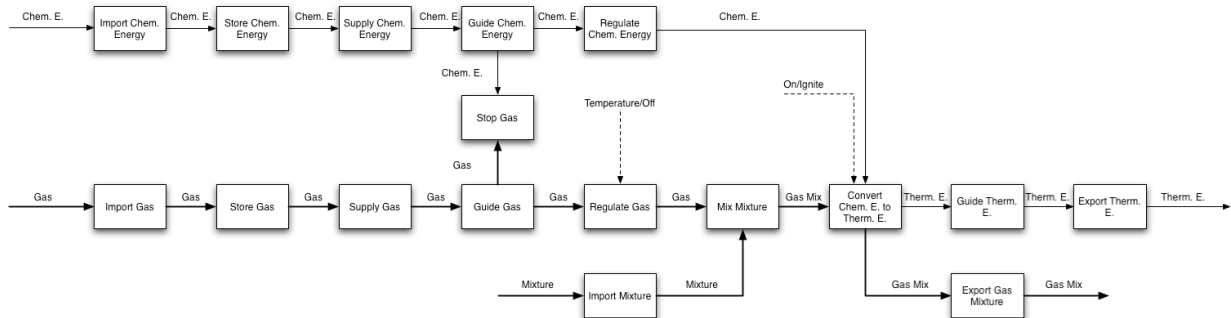 Chem. E.
Import Chem.
Energy
Chem. E.
Store Chem.
Energy
Chem. E.
Supply Chem.
Energy
Chem. E.
Guide Chem.
Energy
Chem. E.
Regulate
Chem. Energy
Chem. E.
Chem. E.
Stop Gas
Gas
Temperature/Off
On/Ignite
Gas
Import Gas
Gas
Store Gas
Gas
Supply Gas
Gas
Guide Gas
Gas
Regulate Gas
Gas
Mix Mixture
Gas Mix
Convert
Chem. E. to
Therm. E.
Therm. E.
Guide Therm.
E.
Therm. E.
Export Therm.
E.
Therm. E.
Mixture
Import Mixture
Mixture
Gas Mix
Export Gas
Mixture
Gas Mix